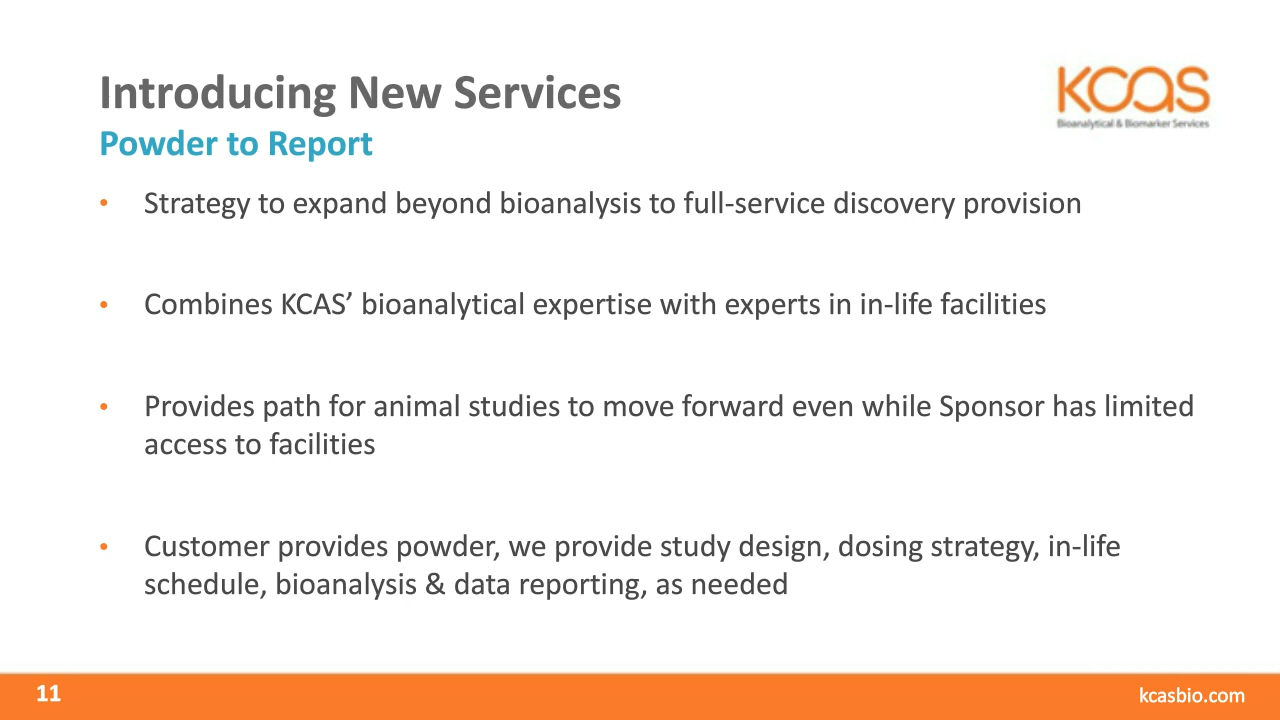 Introducing New Services
Powder to Report
KCAS
Bioanalytical & Biomarker Services
• Strategy to expand beyond bioanalysis to full-service discovery provision
• Combines KCAS’ bioanalytical expertise with experts in in-life facilities
• Provides path for animal studies to move forward even while Sponsor has limited
access to facilities
• Customer provides powder, we provide study design, dosing strategy, in-life
schedule, bioanalysis & data reporting, as needed
11
kcasbio.com